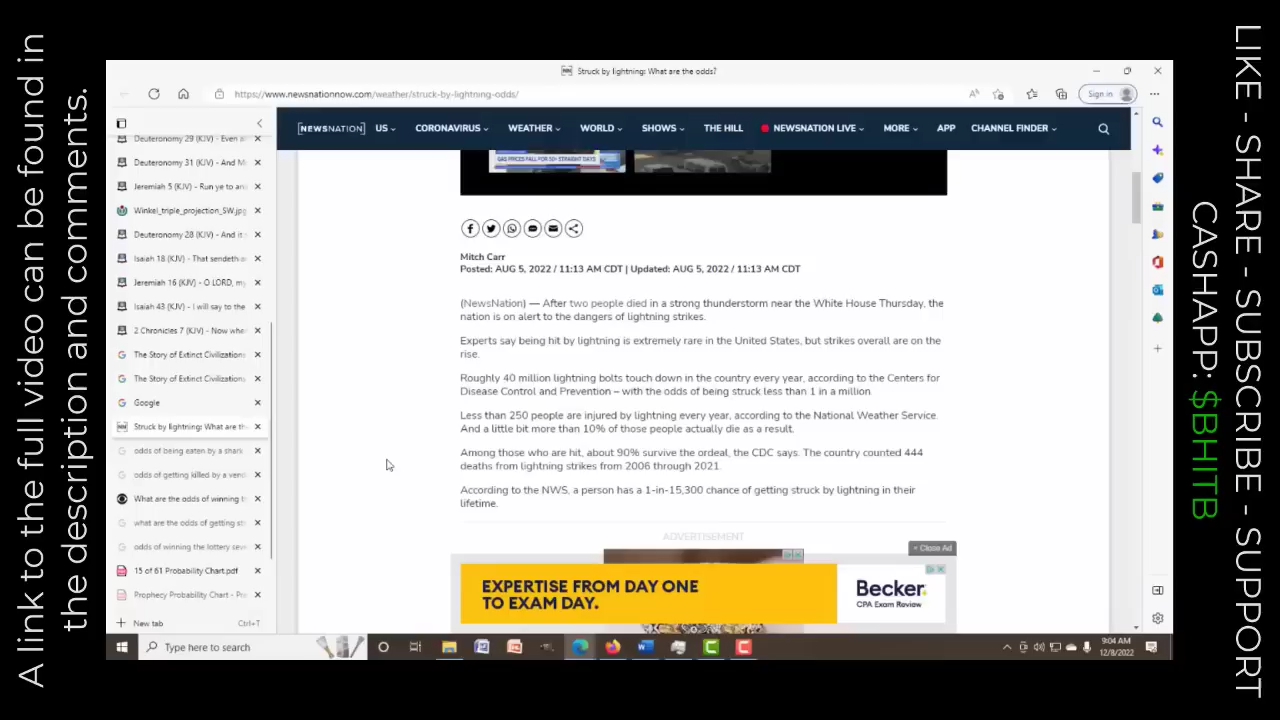 A link to the full video can be found in
the description and comments.
Struck by lightning: What are the odds?
https://www.newsnationnow.com/weather/struck-by-lightning-odds/
Sign in
Deuteronomy 29 (KJV) - Even a
Deuteronomy 31 (KJV) - And M
Jeremiah 5 (KJV) - Run ye to an
Winkel_triple_projection_SW.jpg
Deuteronomy 28 (KJV) - And it
Isaiah 18 (KJV) - That sendeth
Jeremiah 16 (KJV) - O LORD, my
Isaiah 43 (KJV) - I will say to the
2 Chronicles 7 (KJV) - Now whe
The Story of Extinct Civilizations
The Story of Extinct Civilizations
Google
Struck by lightning: What are th
odds of being eaten by a shark
odds of getting killed by a
What are the odds of winning
what are the odds of getting
odds of winning the lottery
15 of 61 Probability Chart.pdf
Prophecy Probability Chart -
New tab
Ctrl+T
[NEWSNATION]
US
CORONAVIRUS
WEATHER
WORLD
SHOWS
THE HILL
NEWSNATION LIVE
MORE
APP
CHANNEL FINDER
GAS PRICES FALL FOR 50+ STRAIGHT DAYS
Mitch Carr
Posted: AUG 5, 2022 / 11:13 AM CDT | Updated: AUG 5, 2022 / 11:13 AM CDT
(NewsNation) — After two people died in a strong thunderstorm near the White House Thursday, the
nation is on alert to the dangers of lightning strikes.
Experts say being hit by lightning is extremely rare in the United States, but strikes overall are on the
rise.
Roughly 40 million lightning bolts touch down in the country every year, according to the Centers for
Disease Control and Prevention – with the odds of being struck less than 1 in a million.
Less than 250 people are injured by lightning every year, according to the National Weather Service.
And a little bit more than 10% of those people actually die as a result.
Among those who are hit, about 90% survive the ordeal, the CDC says. The country counted 444
deaths from lightning strikes from 2006 through 2021.
According to the NWS, a person has a 1-in-15,300 chance of getting struck by lightning in their
lifetime.
ADVERTISEMENT
× Close Ad
EXPERTISE FROM DAY ONE
TO EXAM DAY.
Becker.
CPA Exam Review
Type here to search
9:04 AM
12/8/2022
LIKE - SHARE - SUBSCRIBE - SUPPORT
CASHAPP: $BHITB